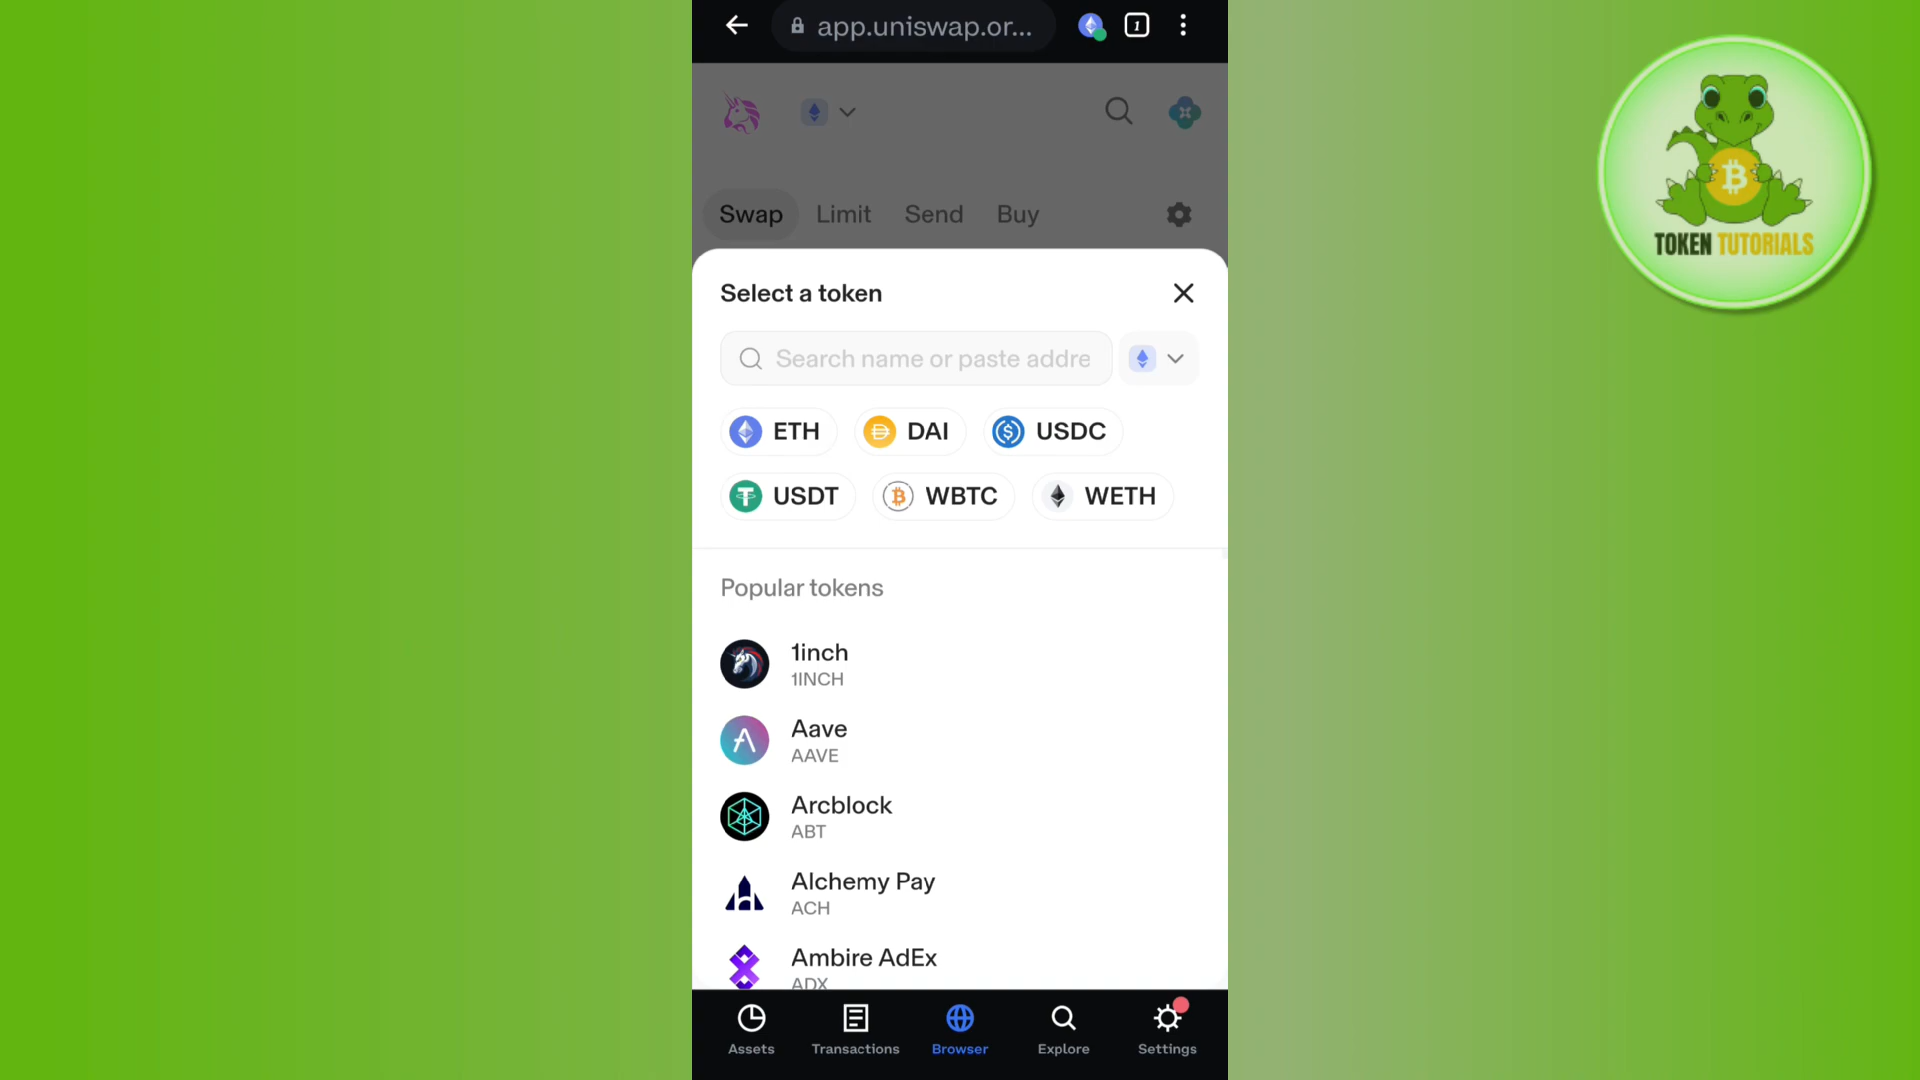 app.uniswap.or...
1
Swap Limit Send Buy
TOKEN TUTORIALS
Select a token
Search name or paste addre
ETH DAI USDC
USDT WBTC WETH
Popular tokens
1inch
1INCH
Aave
AAVE
Arcblock
ABT
Alchemy Pay
ACH
Ambire AdEx
ADX
Assets Transactions Browser Explore Settings